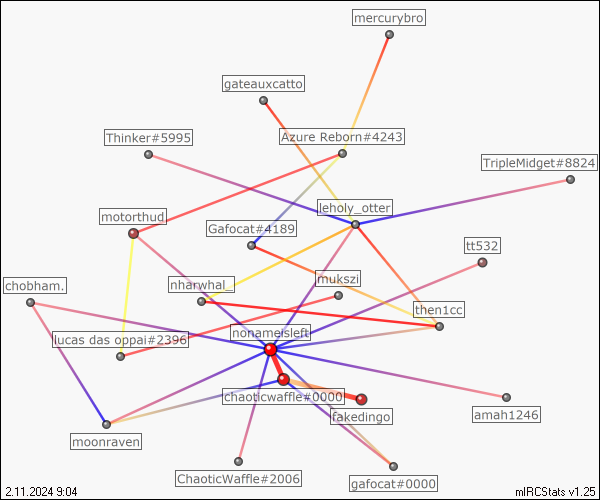 mercurybro
gateauxcatto
Thinker#5995
Azure Reborn#4243
TripleMidget#8824
leholy_otter
motorthud
Gafocat#4189
tt532
chobham.
nharwhal_
mukszi
then1cc
nonameisleft
lucas das oppai#2396
chaoticwaffle#0000
fakedingo
amah1246
moonraven
ChaoticWaffle#2006
gafocat#0000
2.11.2024 9:04
mIRCStats v1.25